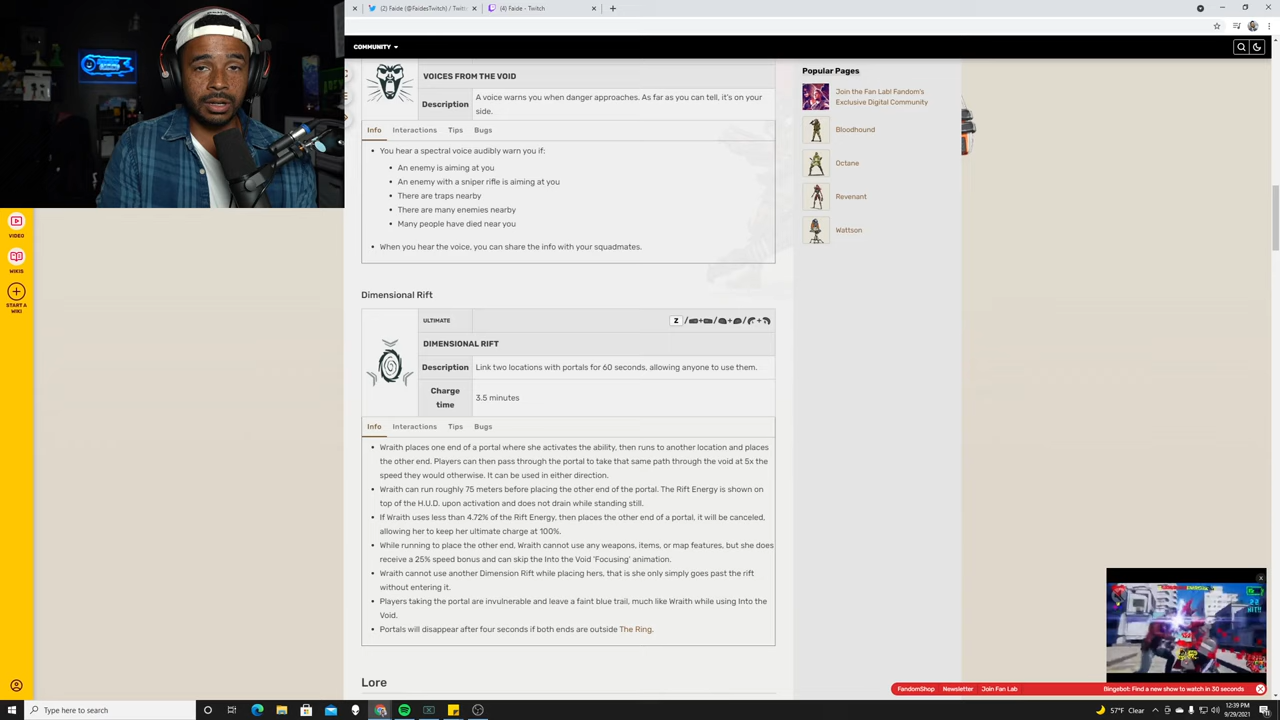 (2) Faide (@FaidesTwitch) / Twitt
(4) Faide - Twitch
COMMUNITY
VOICES FROM THE VOID
Description
A voice warns you when danger approaches. As far as you can tell, it's on your
side.
Info Interactions Tips Bugs
You hear a spectral voice audibly warn you if:
An enemy is aiming at you
An enemy with a sniper rifle is aiming at you
There are traps nearby
There are many enemies nearby
Many people have died near you
When you hear the voice, you can share the info with your squadmates.
Dimensional Rift
ULTIMATE
Z / + / + / +
DIMENSIONAL RIFT
Description
Link two locations with portals for 60 seconds. allowing anyone to use them.
Charge
time
3.5 minutes
Info Interactions Tips Bugs
Wraith places one end of a portal where she activates the ability, then runs to another location and places
the other end. Players can then pass through the portal to take that same path through the void at 5x the
speed they would otherwise. It can be used in either direction.
Wraith can run roughly 75 meters before placing the other end of the portal. The Rift Energy is shown on
top of the H.U.D. upon activation and does not drain while standing still.
If Wraith uses less than 4.72% of the Rift Energy, then places the other end of a portal, it will be canceled,
allowing her to keep her ultimate charge at 100%.
While running to place the other end, Wraith cannot use any weapons, items, or map features, but she does
receive a 25% speed bonus and can skip the Into the Void 'Focusing' animation.
Wraith cannot use another Dimension Rift while placing hers, that is she only simply goes past the rift
without entering it.
Players taking the portal are invulnerable and leave a faint blue trail, much like Wraith while using Into the
Void.
Portals will disappear after four seconds if both ends are outside The Ring.
Lore
Popular Pages
Join the Fan Lab! Fandom's
Exclusive Digital Community
Bloodhound
Octane
Revenant
Wattson
VIDEO
WIKIS
START A
WIKI
FandomShop Newsletter Join Fan Lab
Bingebot: Find a new show to watch in 30 seconds
Type here to search
57°F Clear
12:39 PM
9/29/2021